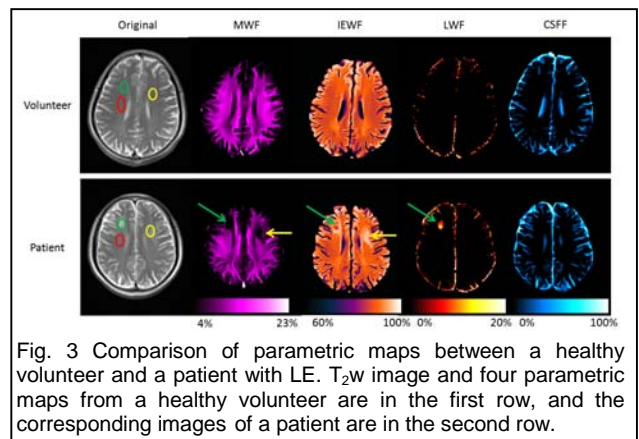 Original MWF IEWF LWF CSFF
Volunteer
Patient
4% 23% 60% 100% 0% 20% 0% 100%
Fig. 3 Comparison of parametric maps between a healthy
volunteer and a patient with LE. T₂w image and four parametric
maps from a healthy volunteer are in the first row, and the
corresponding images of a patient are in the second row.